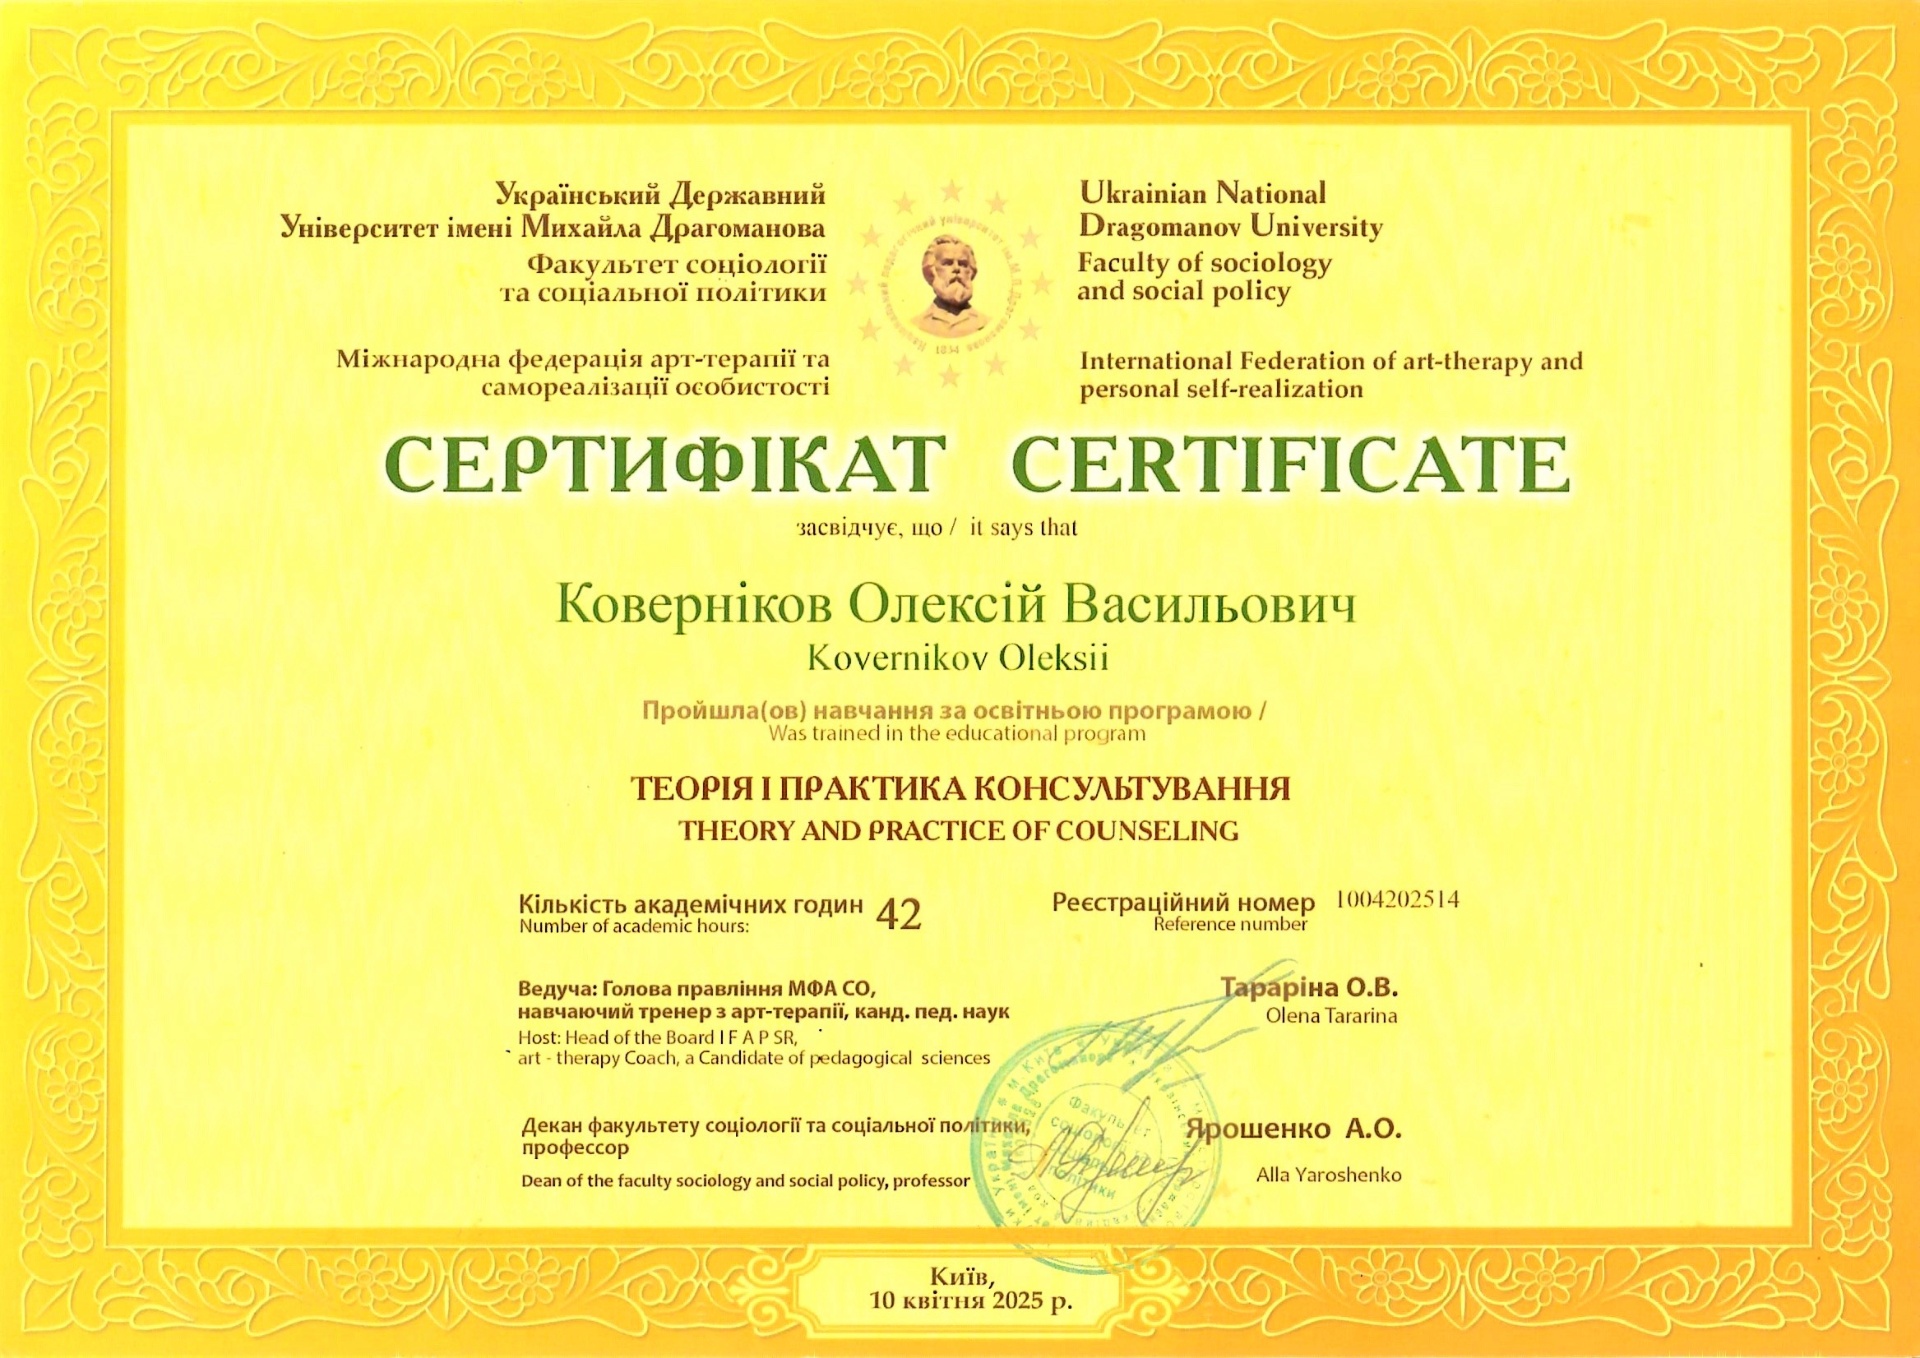 Український Державний
Університет імені Михайла Драгоманова
Факультет соціології
та соціальної політики
Міжнародна федерація арт-терапії та
самореалізації особистості
1834
Ukrainian National
Dragomanov University
Faculty of sociology
and social policy
International Federation of art-therapy and
personal self-realization
СЕРТИФІКАТ CERTIFICATE
засвідчує, що / it says that
Коверніков Олексій Васильович
Kovernikov Oleksii
Пройшла(ов) навчання за освітньою програмою /
Was trained in the educational program
ТЕОРІЯ І ПРАКТИКА КОНСУЛЬТУВАННЯ
THEORY AND PRACTICE OF COUNSELING
Кількість академічних годин 42
Number of academic hours:
Реєстраційний номер 1004202514
Reference number
Ведуча: Голова правління МФА СО,
навчаючий тренер з арт-терапії, канд. пед. наук
Host: Head of the Board I F A P SR,
art - therapy Coach, a Candidate of pedagogical sciences
Тараріна О.В.
Olena Tararina
Декан факультету соціології та соціальної політики,
профессор
Dean of the faculty sociology and social policy, professor
Ярошенко А.О.
Alla Yaroshenko
Київ,
10 квітня 2025 р.